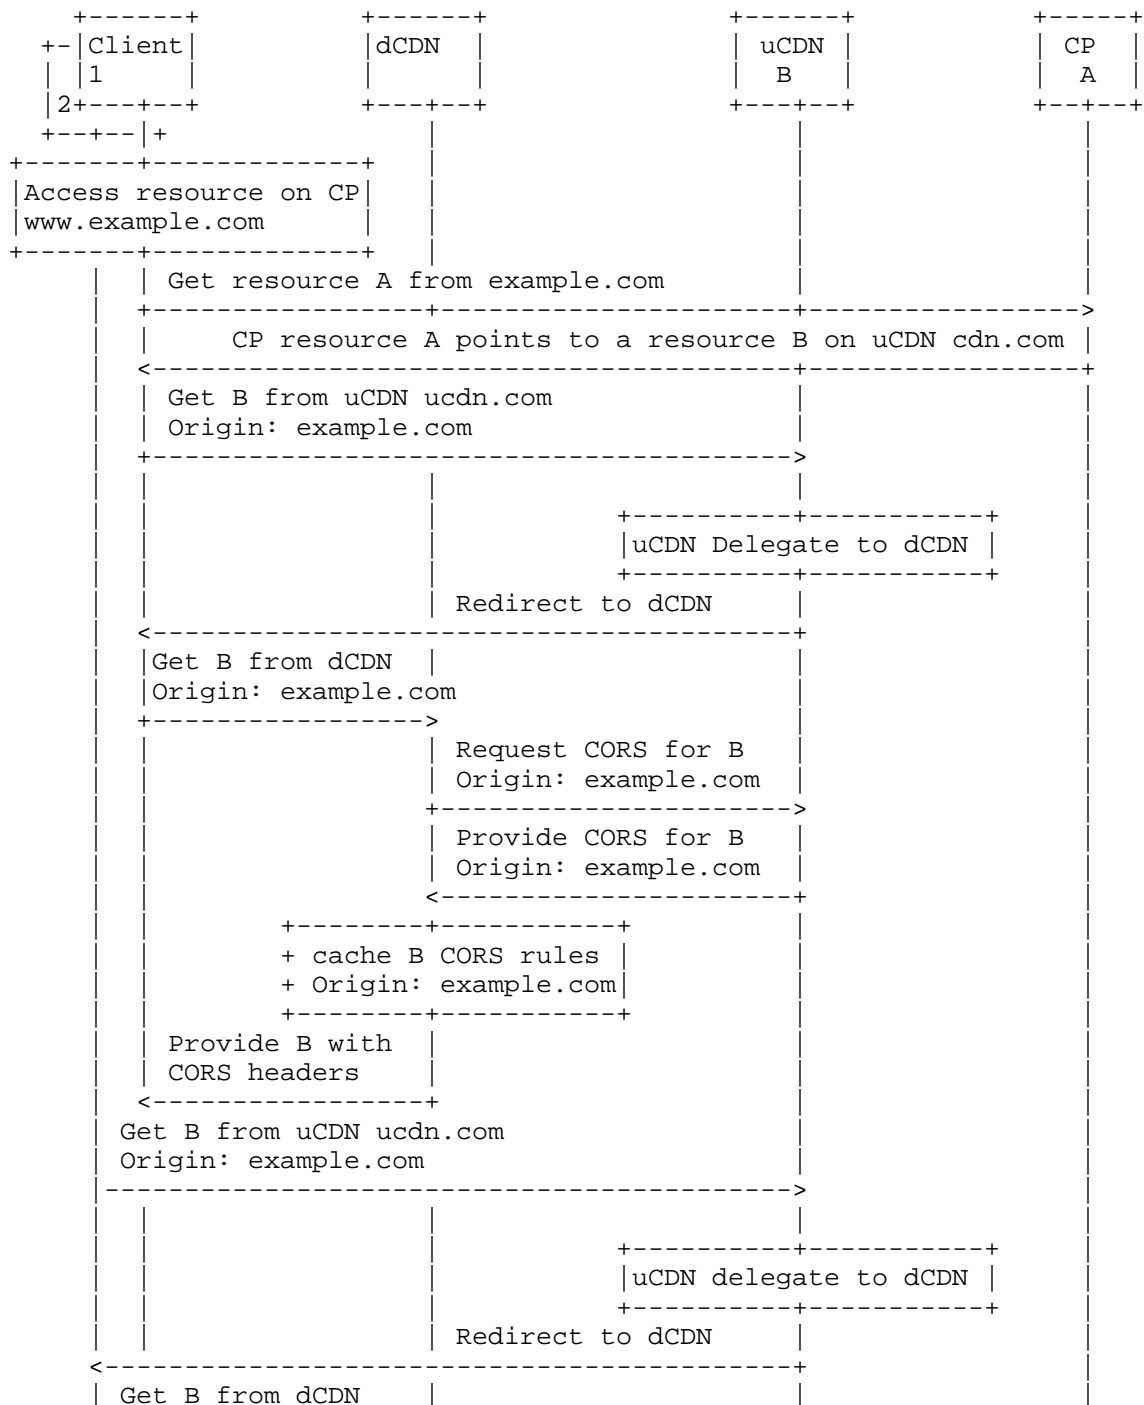 Client dCDN uCDN CP
1 B A
2
Access resource on CP
www.example.com
Get resource A from example.com
CP resource A points to a resource B on uCDN cdn.com
Get B from uCDN ucdn.com
Origin: example.com
uCDN Delegate to dCDN
Redirect to dCDN
Get B from dCDN
Origin: example.com
Request CORS for B
Origin: example.com
Provide CORS for B
Origin: example.com
cache B CORS rules
Origin: example.com
Provide B with
CORS headers
Get B from uCDN ucdn.com
Origin: example.com
uCDN delegate to dCDN
Redirect to dCDN
Get B from dCDN